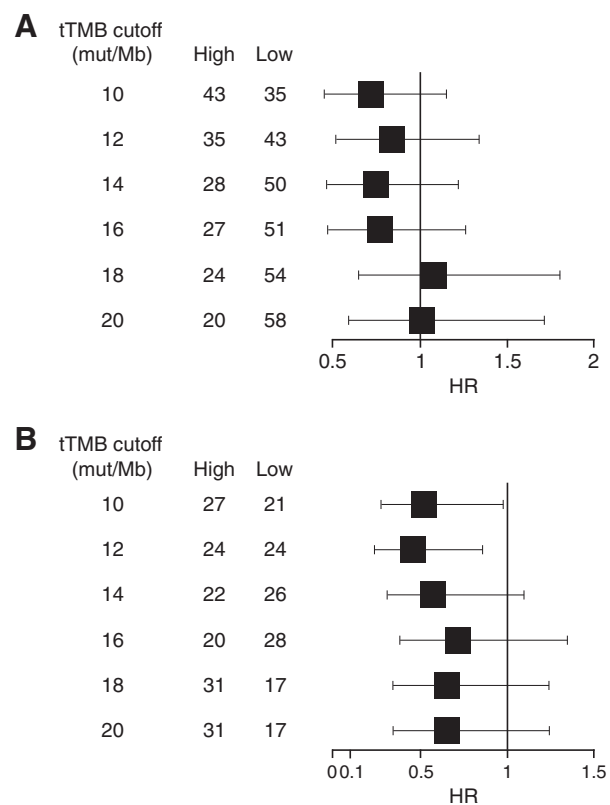 A
tTMB cutoff
(mut/Mb) High Low
10 43 35
12 35 43
14 28 50
16 27 51
18 24 54
20 20 58
0.5 1 1.5 2
HR
B
tTMB cutoff
(mut/Mb) High Low
10 27 21
12 24 24
14 22 26
16 20 28
18 31 17
20 31 17
0 0.1 0.5 1 1.5
HR